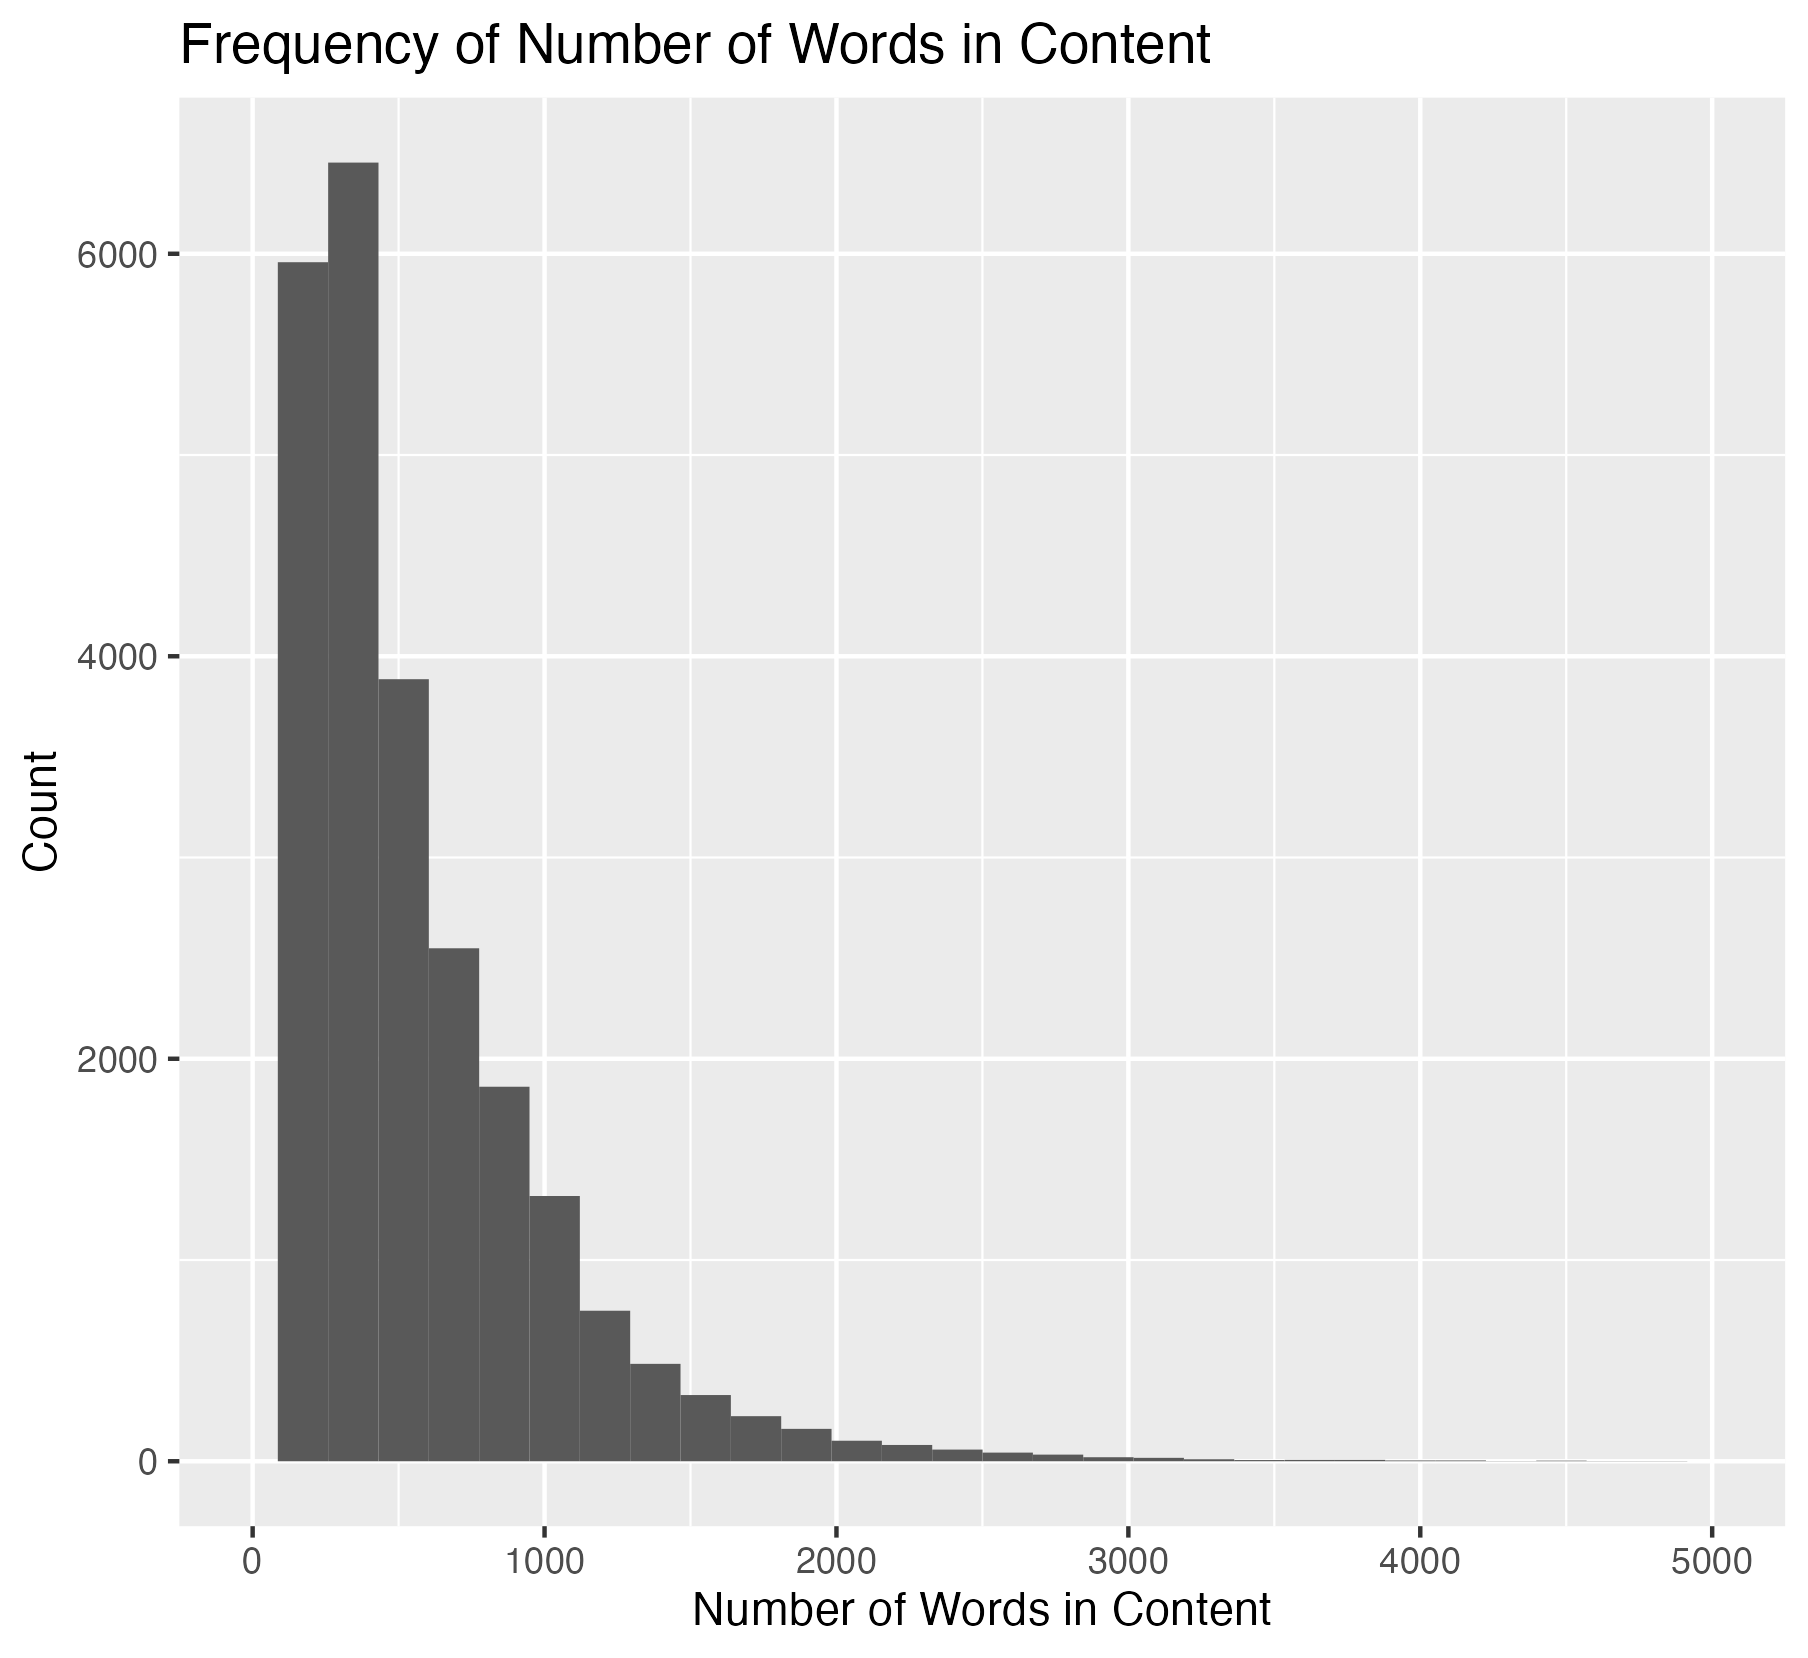 Frequency of Number of Words in Content
6000
4000
2000
0
Count
0 1000 2000 3000 4000 5000
Number of Words in Content